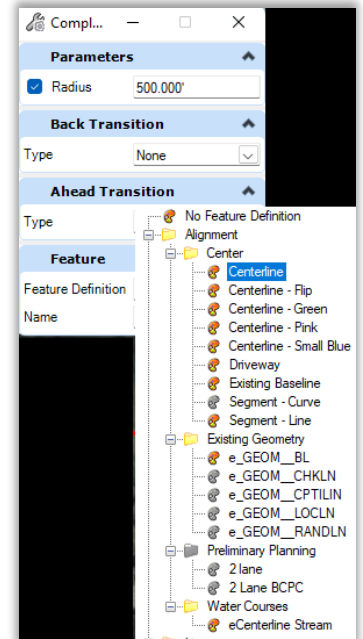 Compl...
Parameters
Radius 500.000'
Back Transition
Type None
Ahead Transition
Type
Feature
Feature Definition
Name
No Feature Definition
Alignment
Center
Centerline
Centerline - Flip
Centerline - Green
Centerline - Pink
Centerline - Small Blue
Driveway
Existing Baseline
Segment - Curve
Segment - Line
Existing Geometry
e_GEOM__BL
e_GEOM__CHKLN
e_GEOM__CPTILIN
e_GEOM__LOCLN
e_GEOM__RANDLN
Preliminary Planning
2 lane
2 Lane BCPC
Water Courses
eCenterline Stream